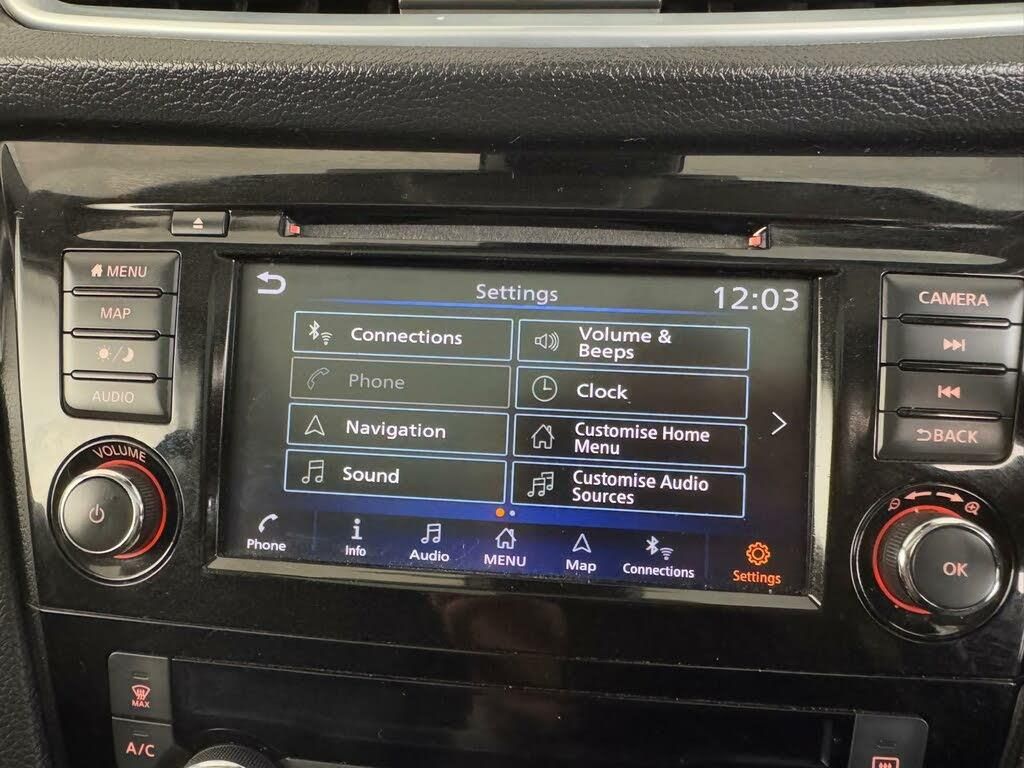 MENU
MAP
AUDIO
VOLUME
Settings
12:03
Connections
Phone
Navigation
Sound
Volume &
Beeps
Clock
Customise Home
Menu
Customise Audio
Sources
Phone
Info
Audio
MENU
Map
Connections
Settings
CAMERA
BACK
OK
MAX
A/C